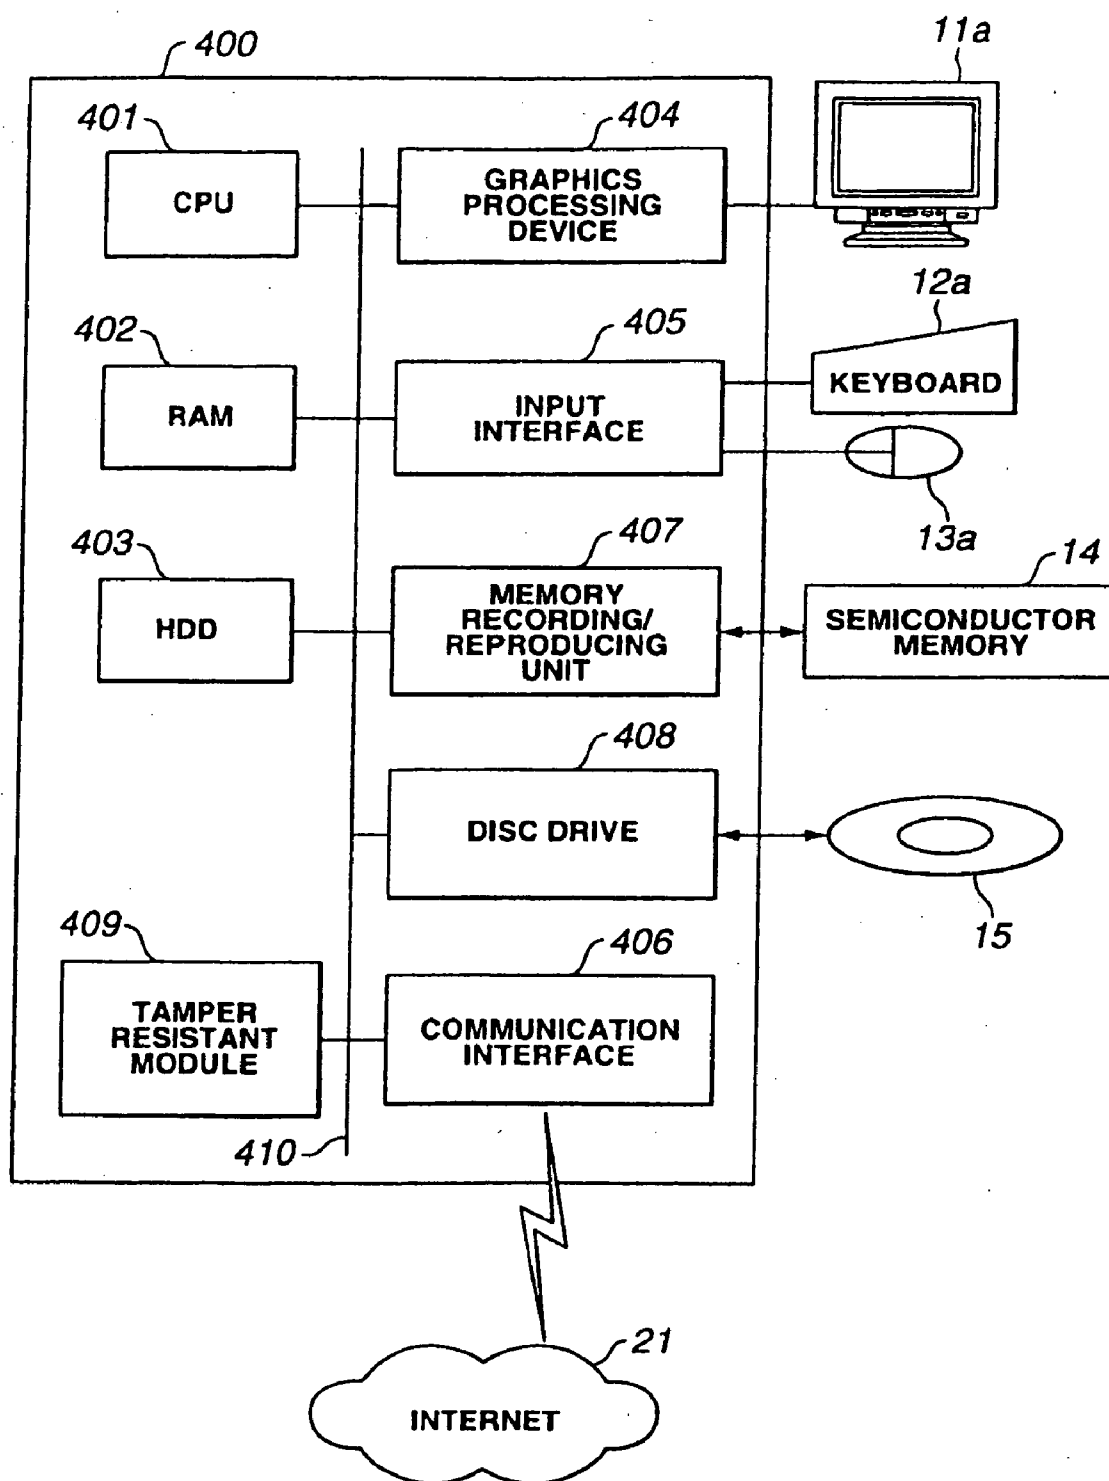 400
11a
401
CPU
404
GRAPHICS
PROCESSING
DEVICE
12a
KEYBOARD
402
RAM
405
INPUT
INTERFACE
13a
403
HDD
407
MEMORY
RECORDING/
REPRODUCING
UNIT
14
SEMICONDUCTOR
MEMORY
408
DISC DRIVE
15
409
TAMPER
RESISTANT
MODULE
406
COMMUNICATION
INTERFACE
410
21
INTERNET